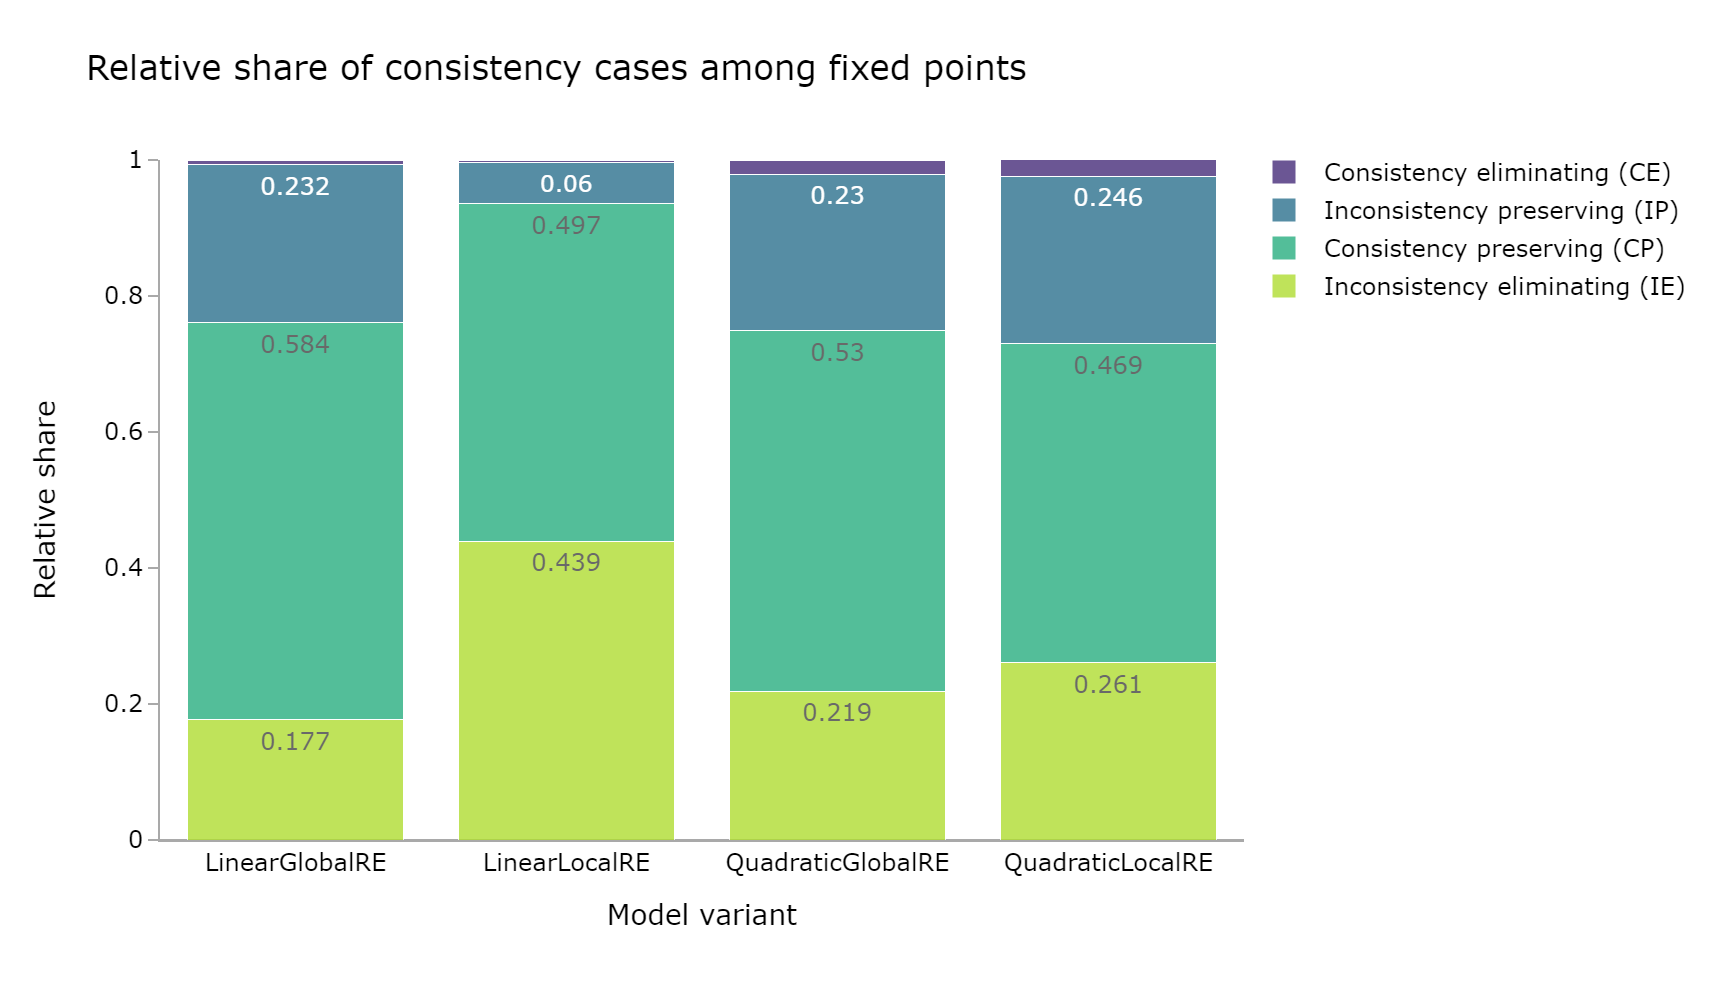 Relative share of consistency cases among fixed points
Relative share
1
0.8
0.6
0.4
0.2
0
0.232
0.584
0.177
0.06
0.497
0.439
0.23
0.53
0.219
0.246
0.469
0.261
LinearGlobalRE
LinearLocalRE
QuadraticGlobalRE
QuadraticLocalRE
Model variant
Consistency eliminating (CE)
Inconsistency preserving (IP)
Consistency preserving (CP)
Inconsistency eliminating (IE)